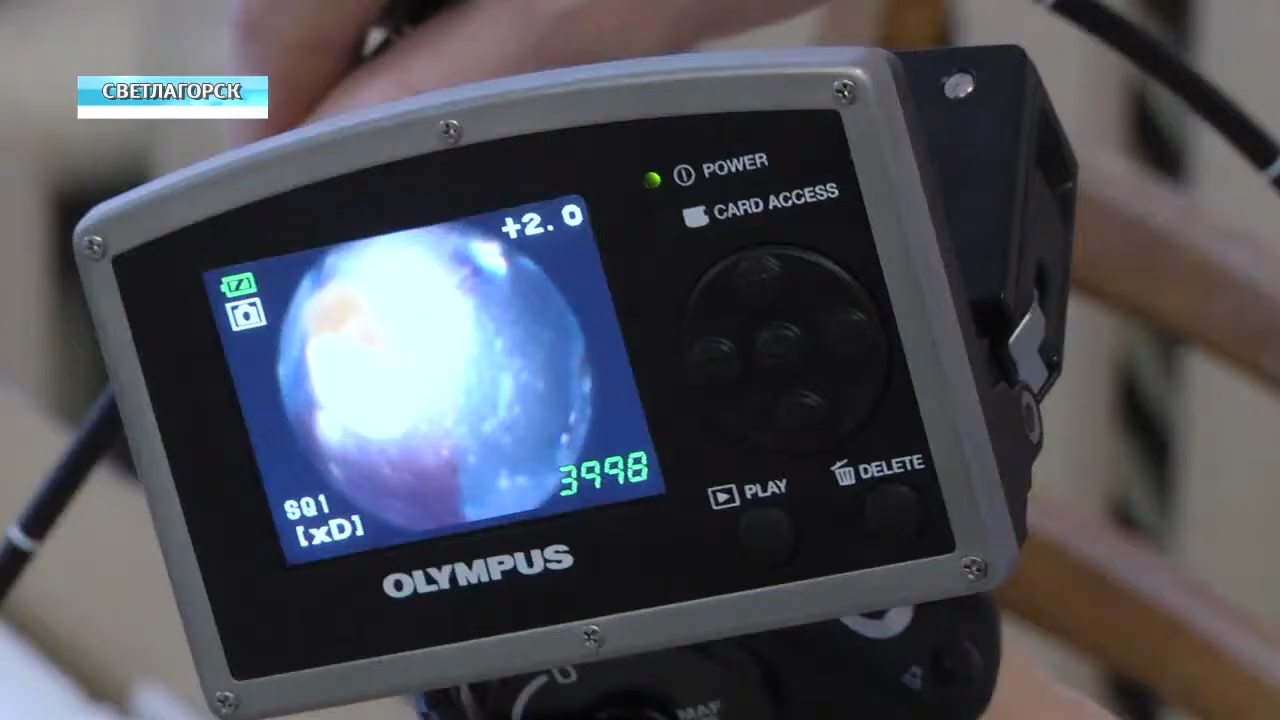 СВЕТЛАГОРСК
POWER
CARD ACCESS
+2.0
3998
SQ1
[xD]
PLAY
DELETE
OLYMPUS